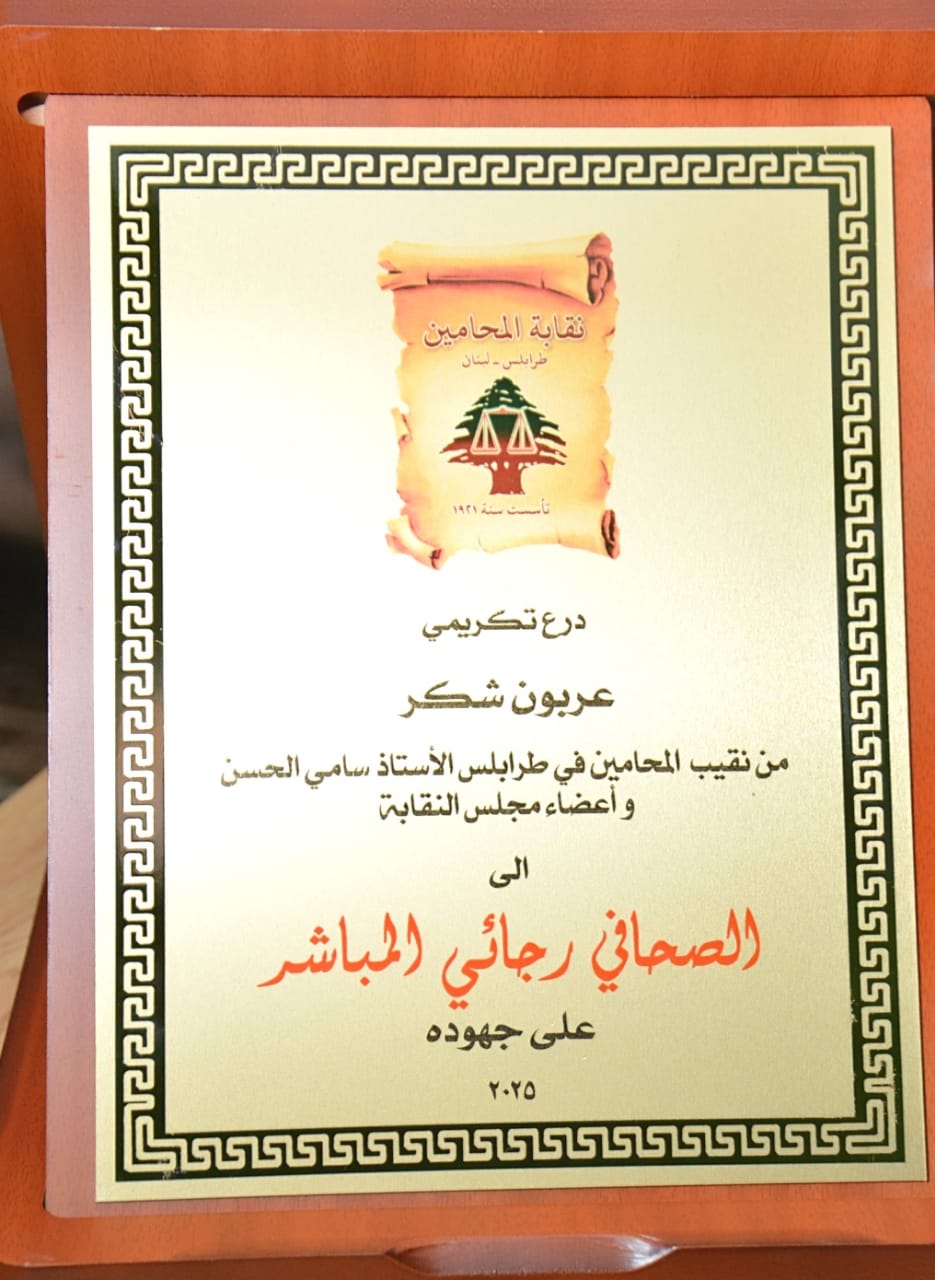 نقابة المحامين
طرابلس - لبنان
تأسست سنة ١٩٢١
درع تكريمي
عربون شكر
من نقيب المحامين في طرابلس الأستاذ سامي الحسن
و أعضاء مجلس النقابة
الى
الصحافي رجائي المباشر
على جهوده
٢٠٢٥